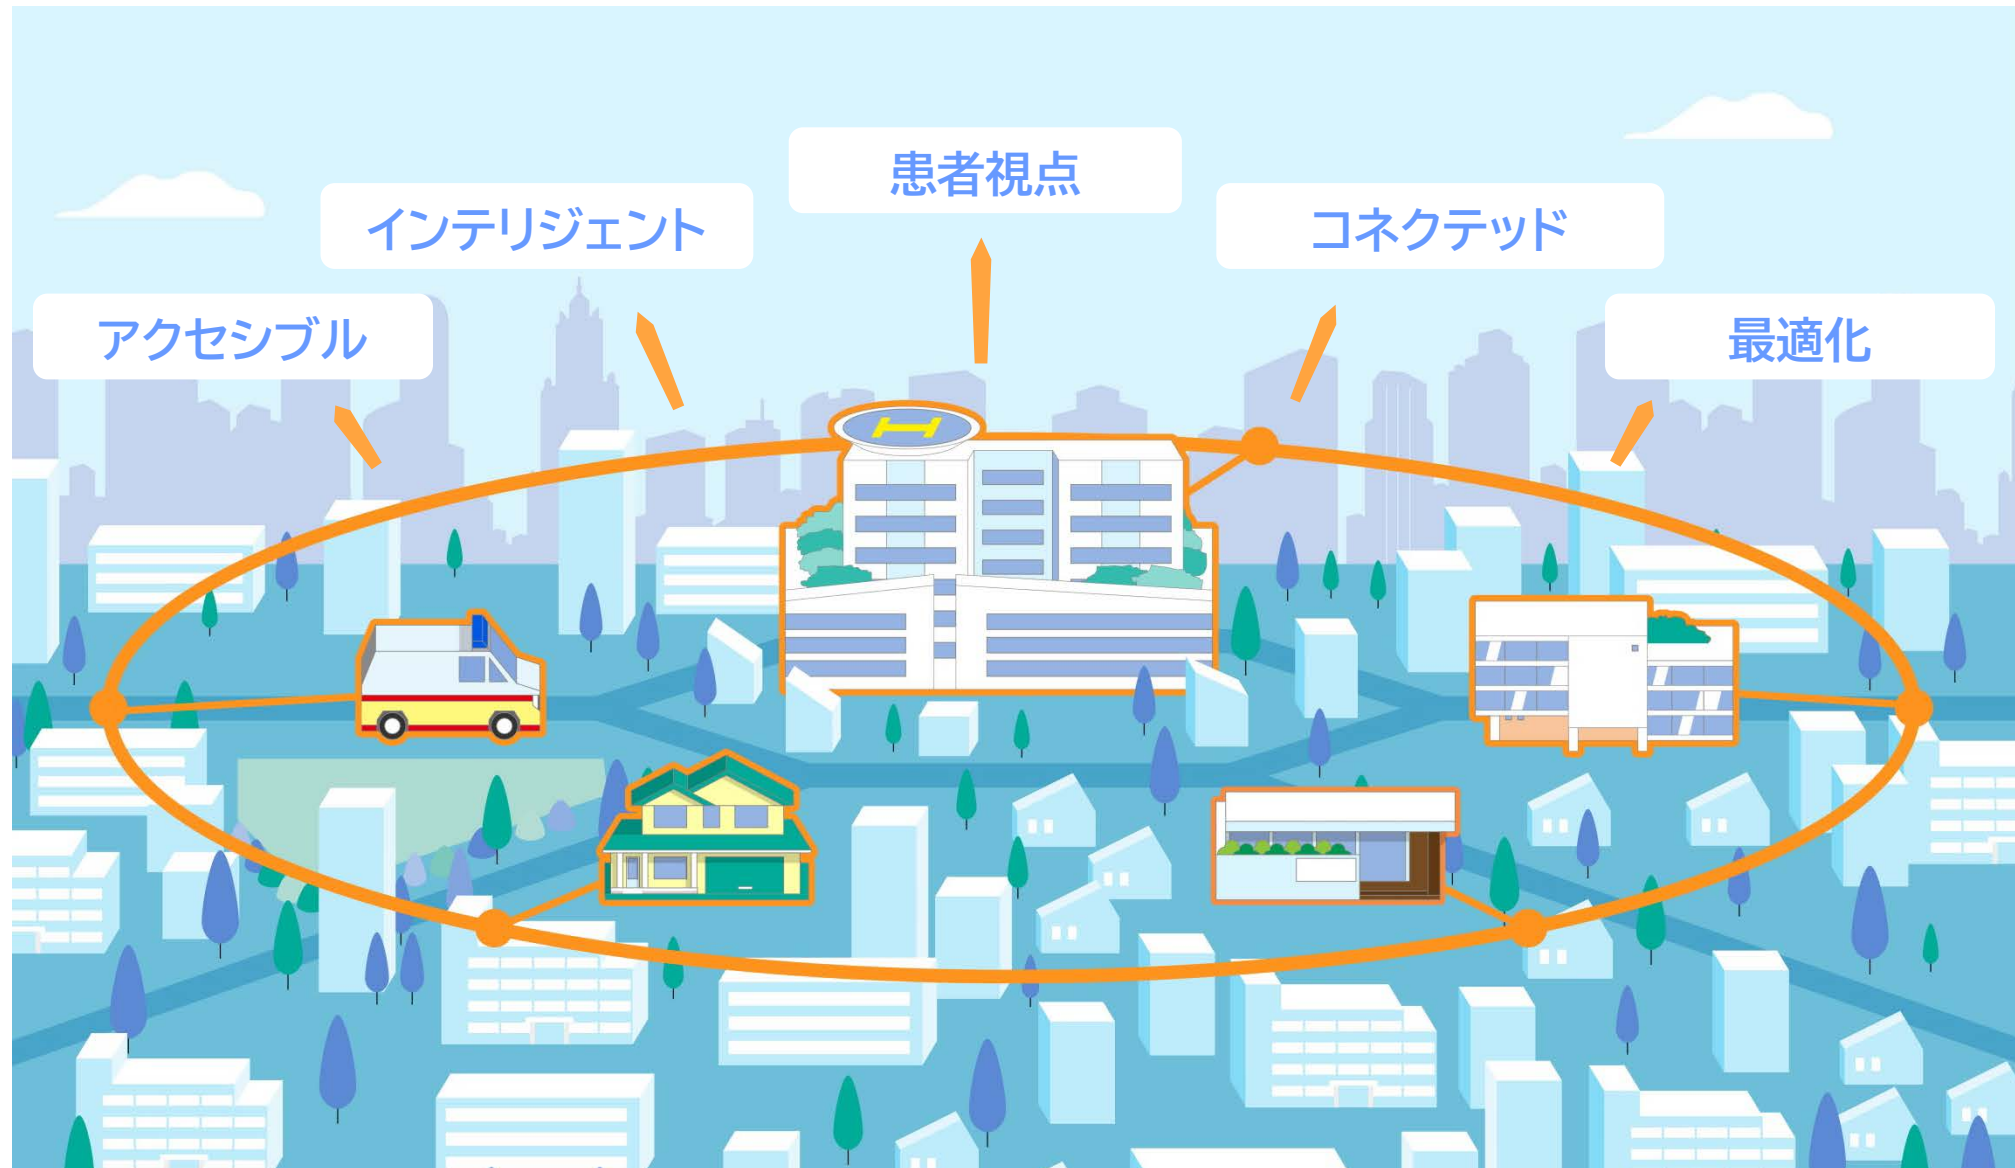 アクセシブル
インテリジェント
患者視点
コネクテッド
最適化
H